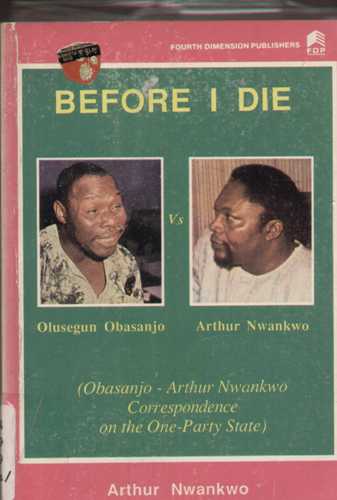 FOURTH DIMENSION PUBLISHERS
FDP
BEFORE I DIE
Vs
Olusegun Obasanjo
Arthur Nwankwo
(Obasanjo - Arthur Nwankwo
Correspondence
on the One-Party State)
Arthur Nwankwo